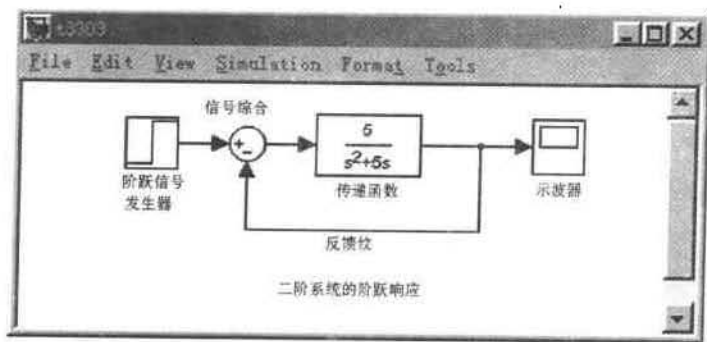 t3309
File Edit View Simulation Format Tools
信号综合
+
-
5
s²+5s
阶跃信号
发生器
传递函数
示波器
反馈纹
二阶系统的阶跃响应